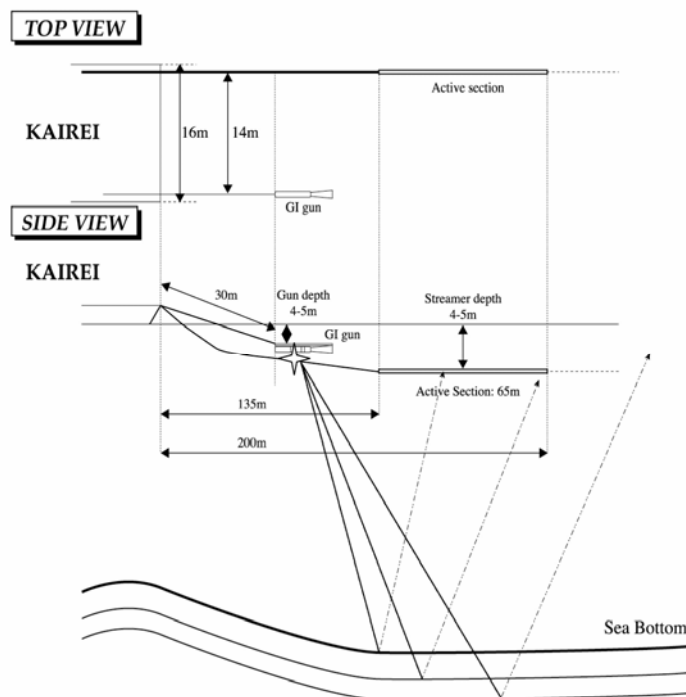 TOP VIEW
Active section
KAIREI
16m
14m
GI gun
SIDE VIEW
KAIREI
30m
Gun depth
4-5m
Streamer depth
4-5m
GI gun
Active Section: 65m
135m
200m
Sea Bottom